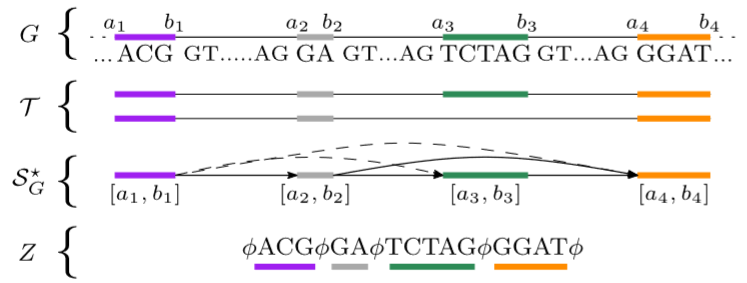 a₁ b₁ a₂ b₂ a₃ b₃ a₄ b₄
G { ...ACG GT.....AG GA GT...AG TCTAG GT...AG GGAT...
𝒯 {
𝒮*_G {
[a₁, b₁] [a₂, b₂] [a₃, b₃] [a₄, b₄]
Z { ϕACGϕGAϕTCTAGϕGGATϕ